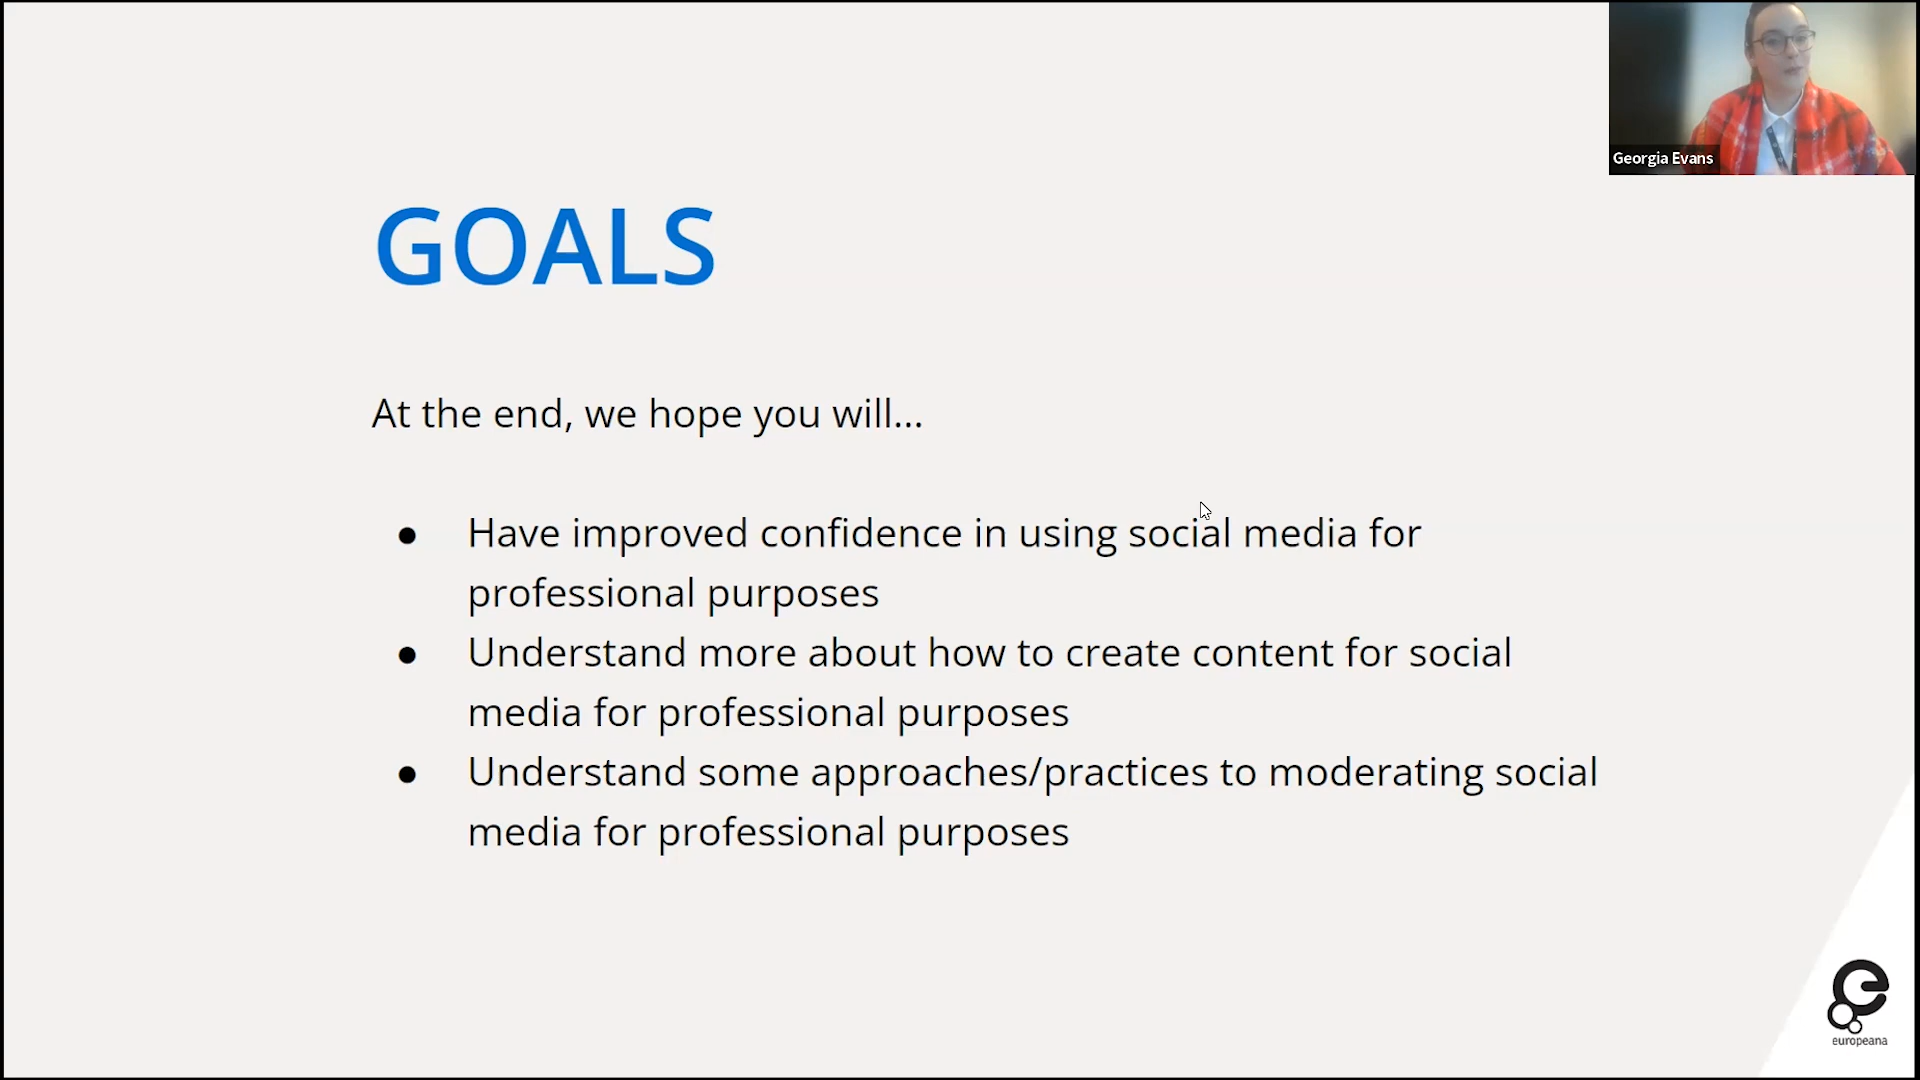 Georgia Evans
GOALS
At the end, we hope you will...
● Have improved confidence in using social media for
professional purposes
● Understand more about how to create content for social
media for professional purposes
● Understand some approaches/practices to moderating social
media for professional purposes
europeana